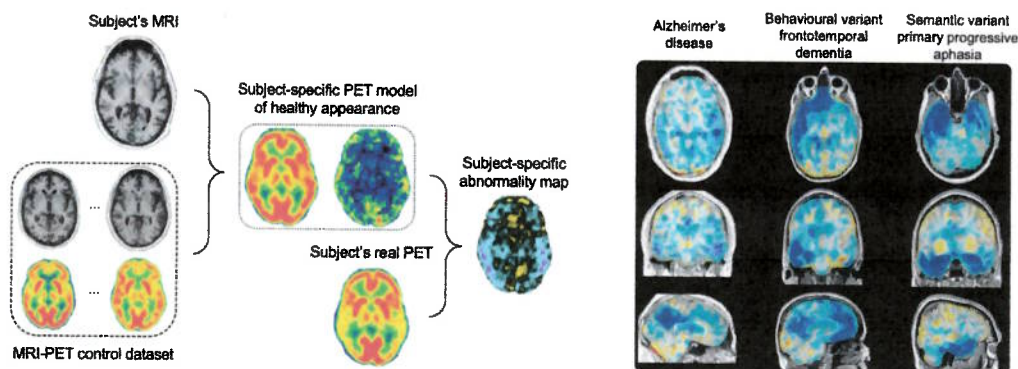 Subject's MRI
Subject-specific PET model
of healthy appearance
Subject-specific
abnormality map
...
...
Subject's real PET
MRI-PET control dataset
Alzheimer's
disease
Behavioural variant
frontotemporal
dementia
Semantic variant
primary progressive
aphasia